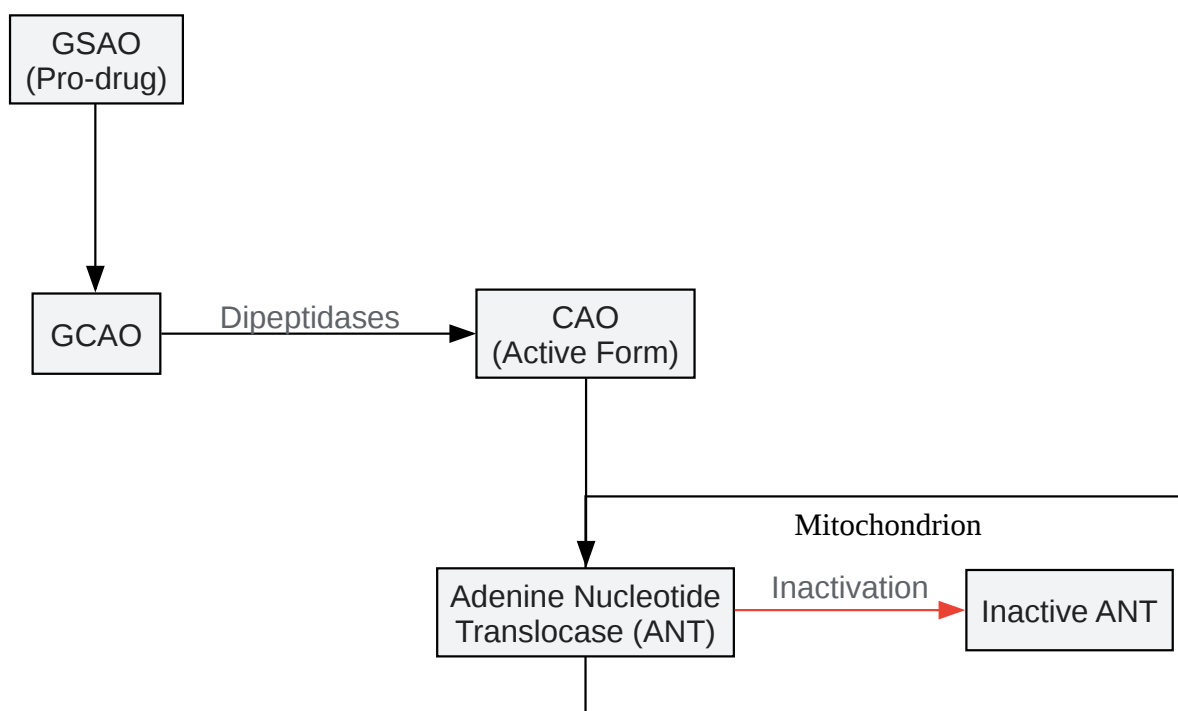 GSAO
(Pro-drug)
GCAO
Dipeptidases
CAO
(Active Form)
Mitochondrion
Adenine Nucleotide
Translocase (ANT)
Inactivation
Inactive ANT